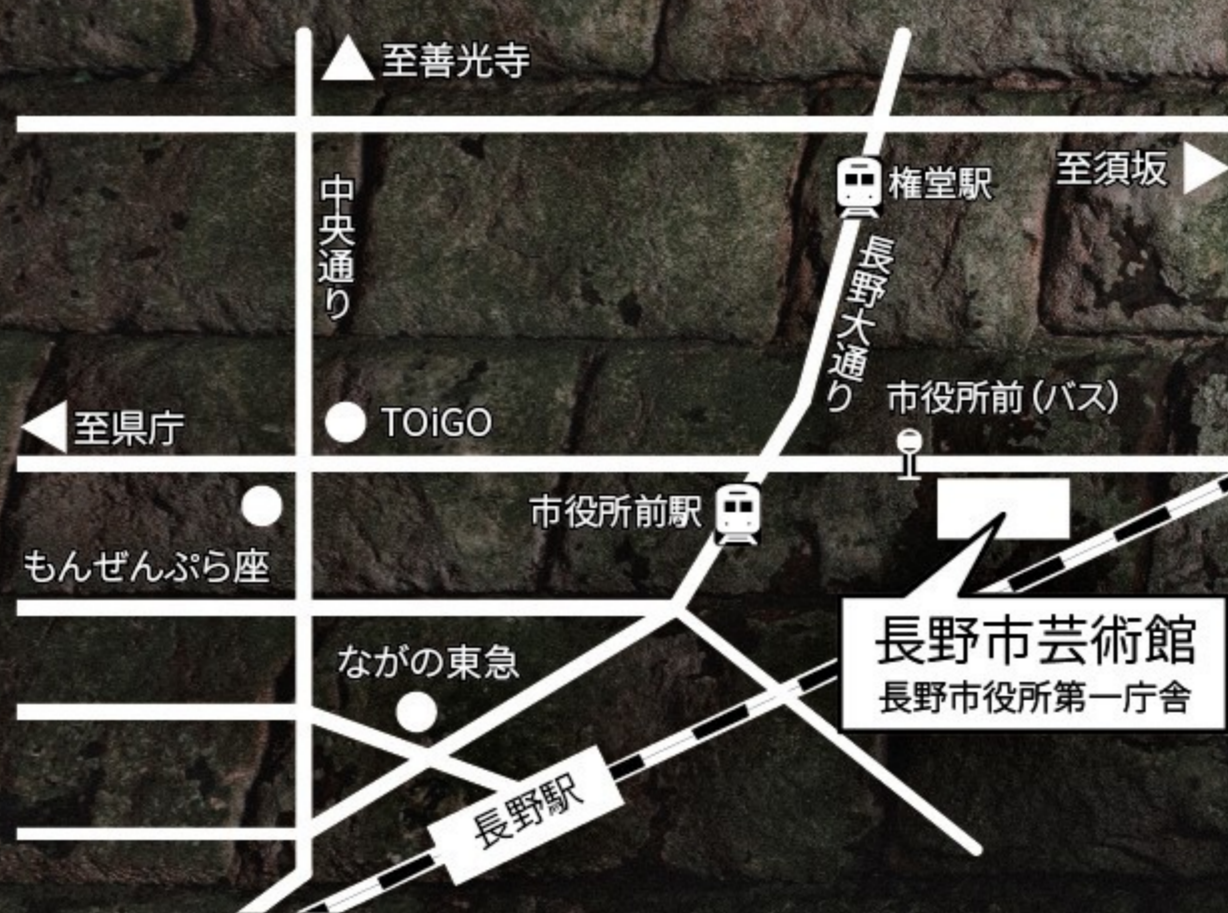 至善光寺
至須坂
権堂駅
中央通り
長野大通り
市役所前(バス)
至県庁
TOiGO
市役所前駅
もんぜんぷら座
長野市芸術館
長野市役所第一庁舎
ながの東急
長野駅